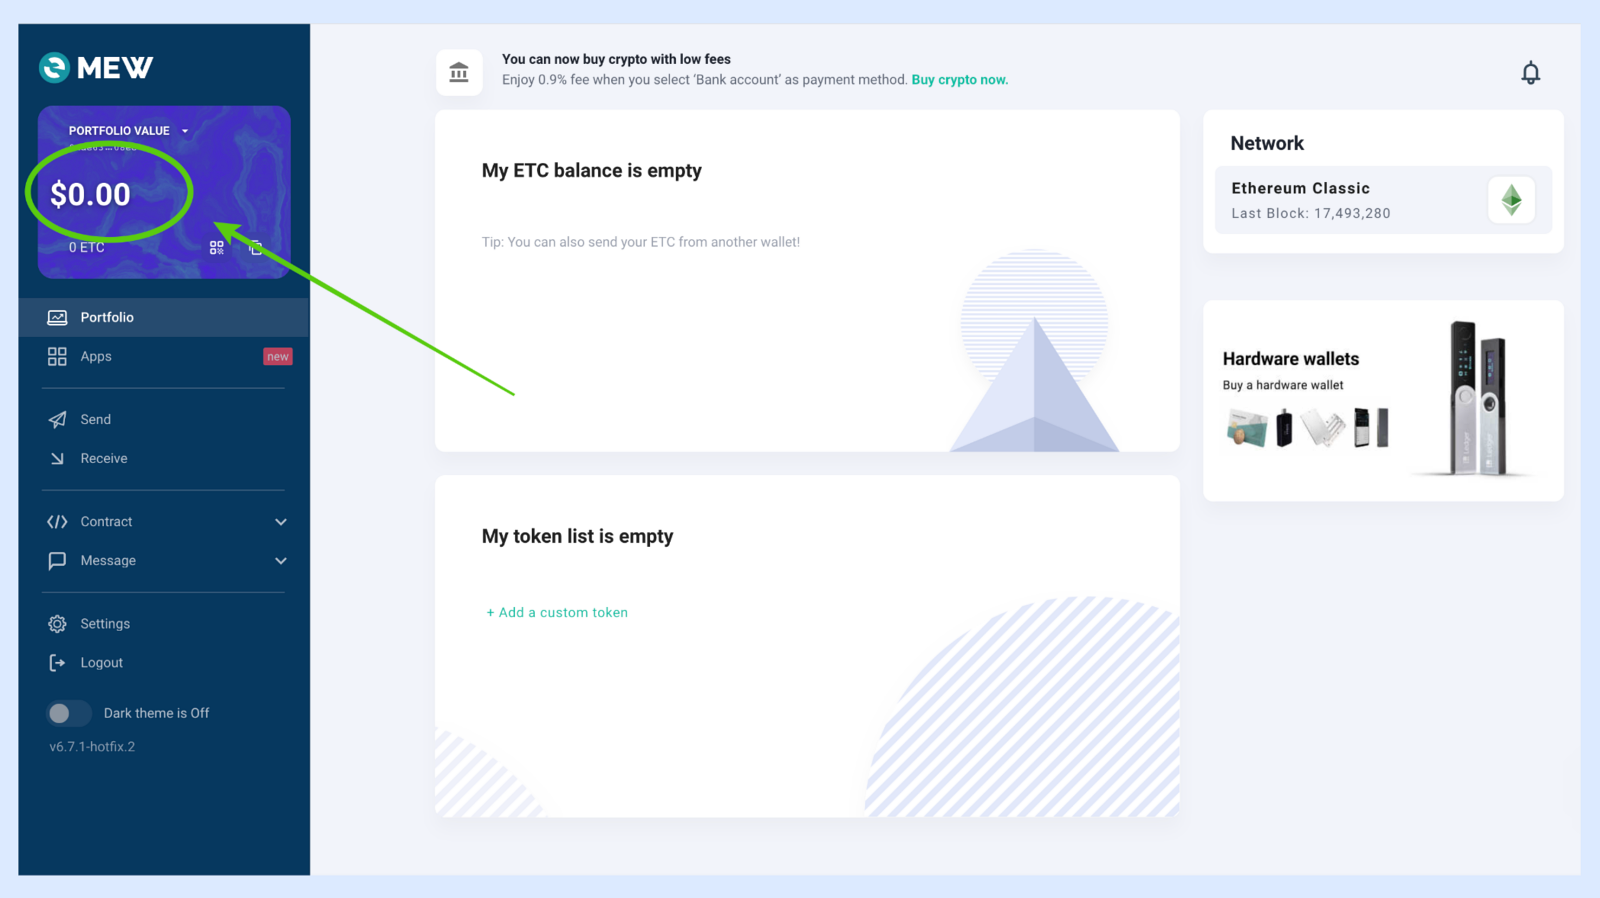 MEW
PORTFOLIO VALUE
$0.00
0 ETC
Portfolio
Apps
new
Send
Receive
Contract
Message
Settings
Logout
Dark theme is Off
v6.7.1-hotfix.2
You can now buy crypto with low fees
Enjoy 0.9% fee when you select ‘Bank account’ as payment method. Buy crypto now.
My ETC balance is empty
Tip: You can also send your ETC from another wallet!
My token list is empty
+ Add a custom token
Network
Ethereum Classic
Last Block: 17,493,280
Hardware wallets
Buy a hardware wallet
Ledger
Ledger